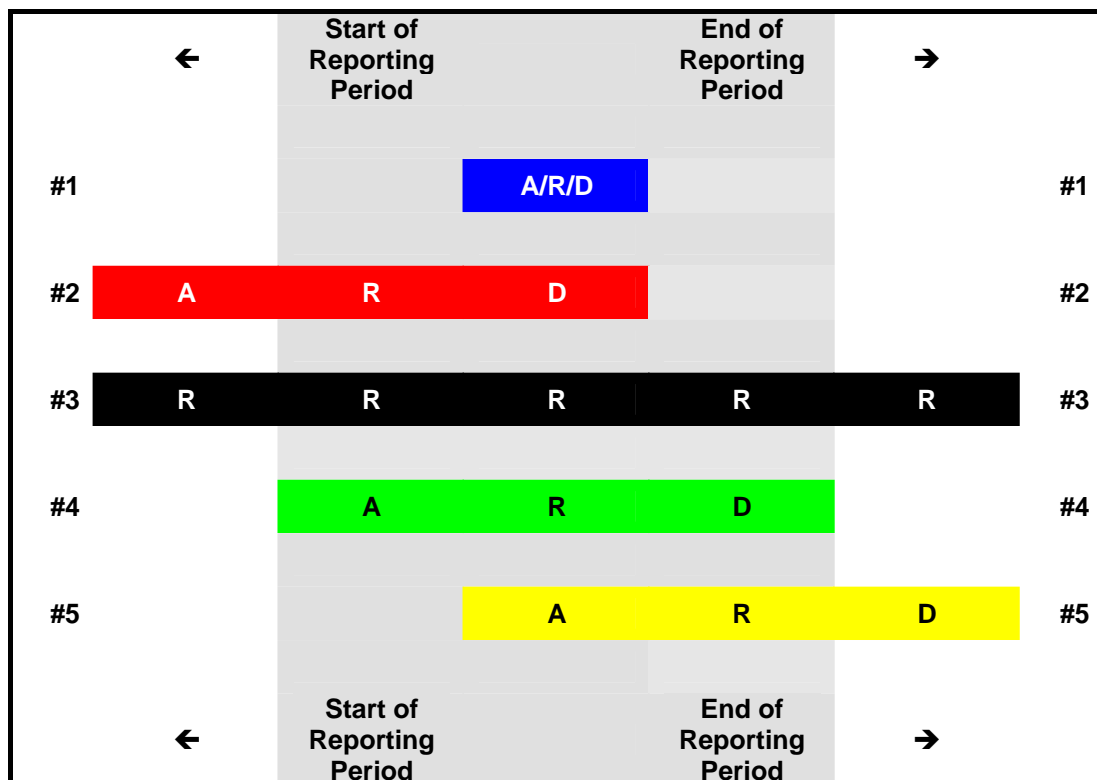 Start of End of
← Reporting Reporting →
Period Period
#1 A/R/D #1
#2 A R D #2
#3 R R R R R #3
#4 A R D #4
#5 A R D #5
Start of End of
← Reporting Reporting →
Period Period